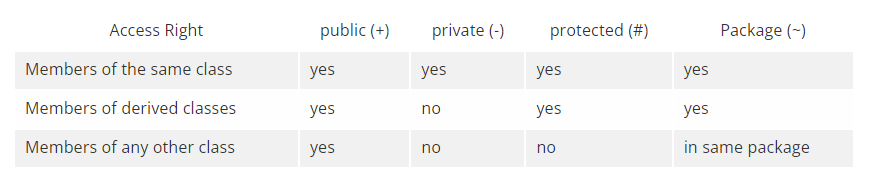 Access Right public (+) private (-) protected (#) Package (~)
Members of the same class yes yes yes yes
Members of derived classes yes no yes yes
Members of any other class yes no no in same package